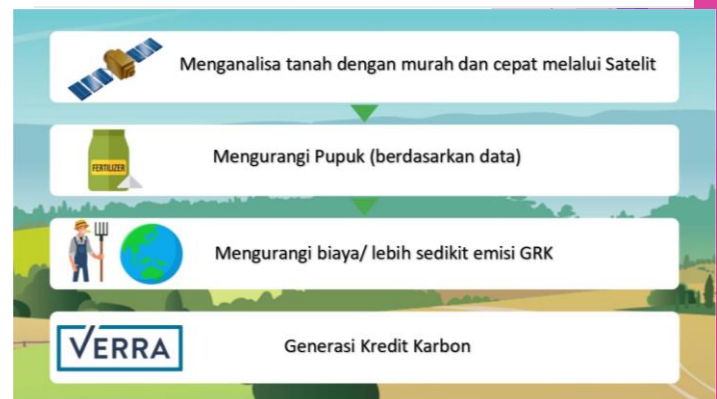 Menganalisa tanah dengan murah dan cepat melalui Satelit
FERTILIZER
Mengurangi Pupuk (berdasarkan data)
Mengurangi biaya/ lebih sedikit emisi GRK
VERRA
Generasi Kredit Karbon